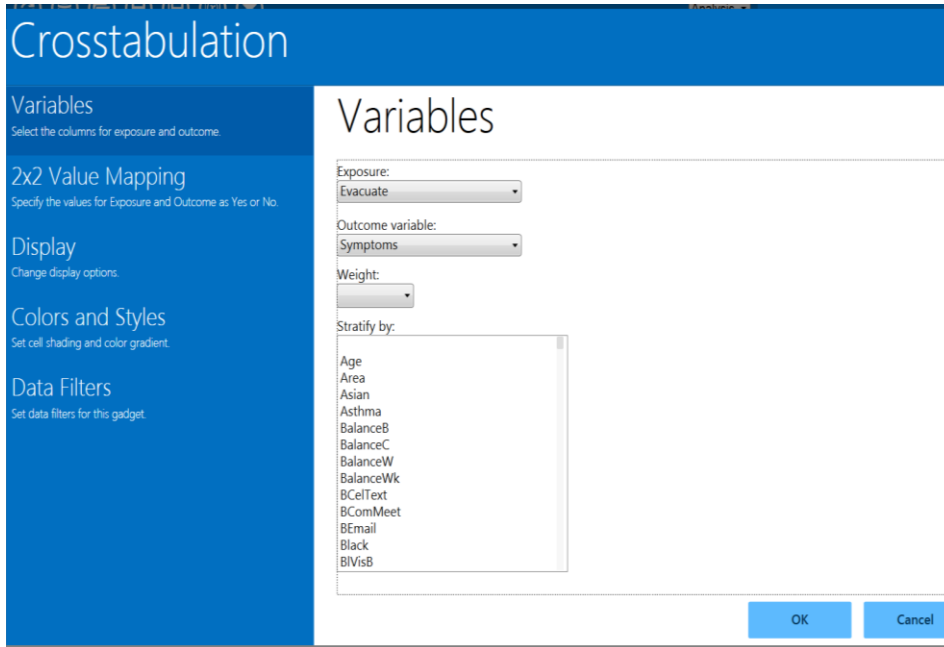 Analysis
Crosstabulation
Variables
Select the columns for exposure and outcome.
2x2 Value Mapping
Specify the values for Exposure and Outcome as Yes or No.
Display
Change display options.
Colors and Styles
Set cell shading and color gradient.
Data Filters
Set data filters for this gadget.
Variables
Exposure:
Evacuate
Outcome variable:
Symptoms
Weight:
Stratify by:
Age
Area
Asian
Asthma
BalanceB
BalanceC
BalanceW
BalanceWk
BCelText
BComMeet
BEmail
Black
BlVisB
OK
Cancel